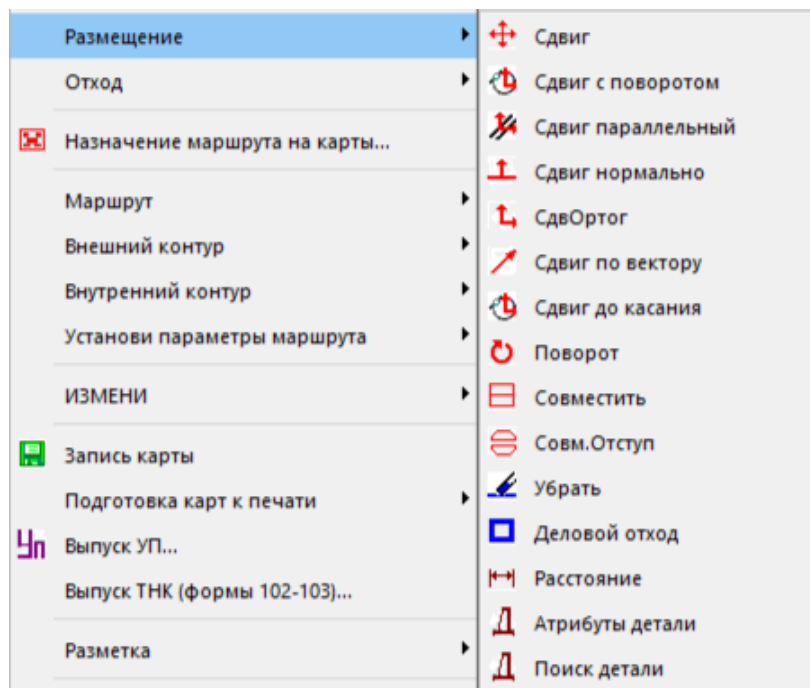 Размещение
Отход
Назначение маршрута на карты...
Маршрут
Внешний контур
Внутренний контур
Установи параметры маршрута
ИЗМЕНИ
Запись карты
Подготовка карт к печати
Уп Выпуск УП...
Выпуск ТНК (формы 102-103)...
Разметка
Сдвиг
Сдвиг с поворотом
Сдвиг параллельный
Сдвиг нормально
СдвОртог
Сдвиг по вектору
Сдвиг до касания
Поворот
Совместить
Совм.Отступ
Убрать
Деловой отход
Расстояние
Д Атрибуты детали
Д Поиск детали